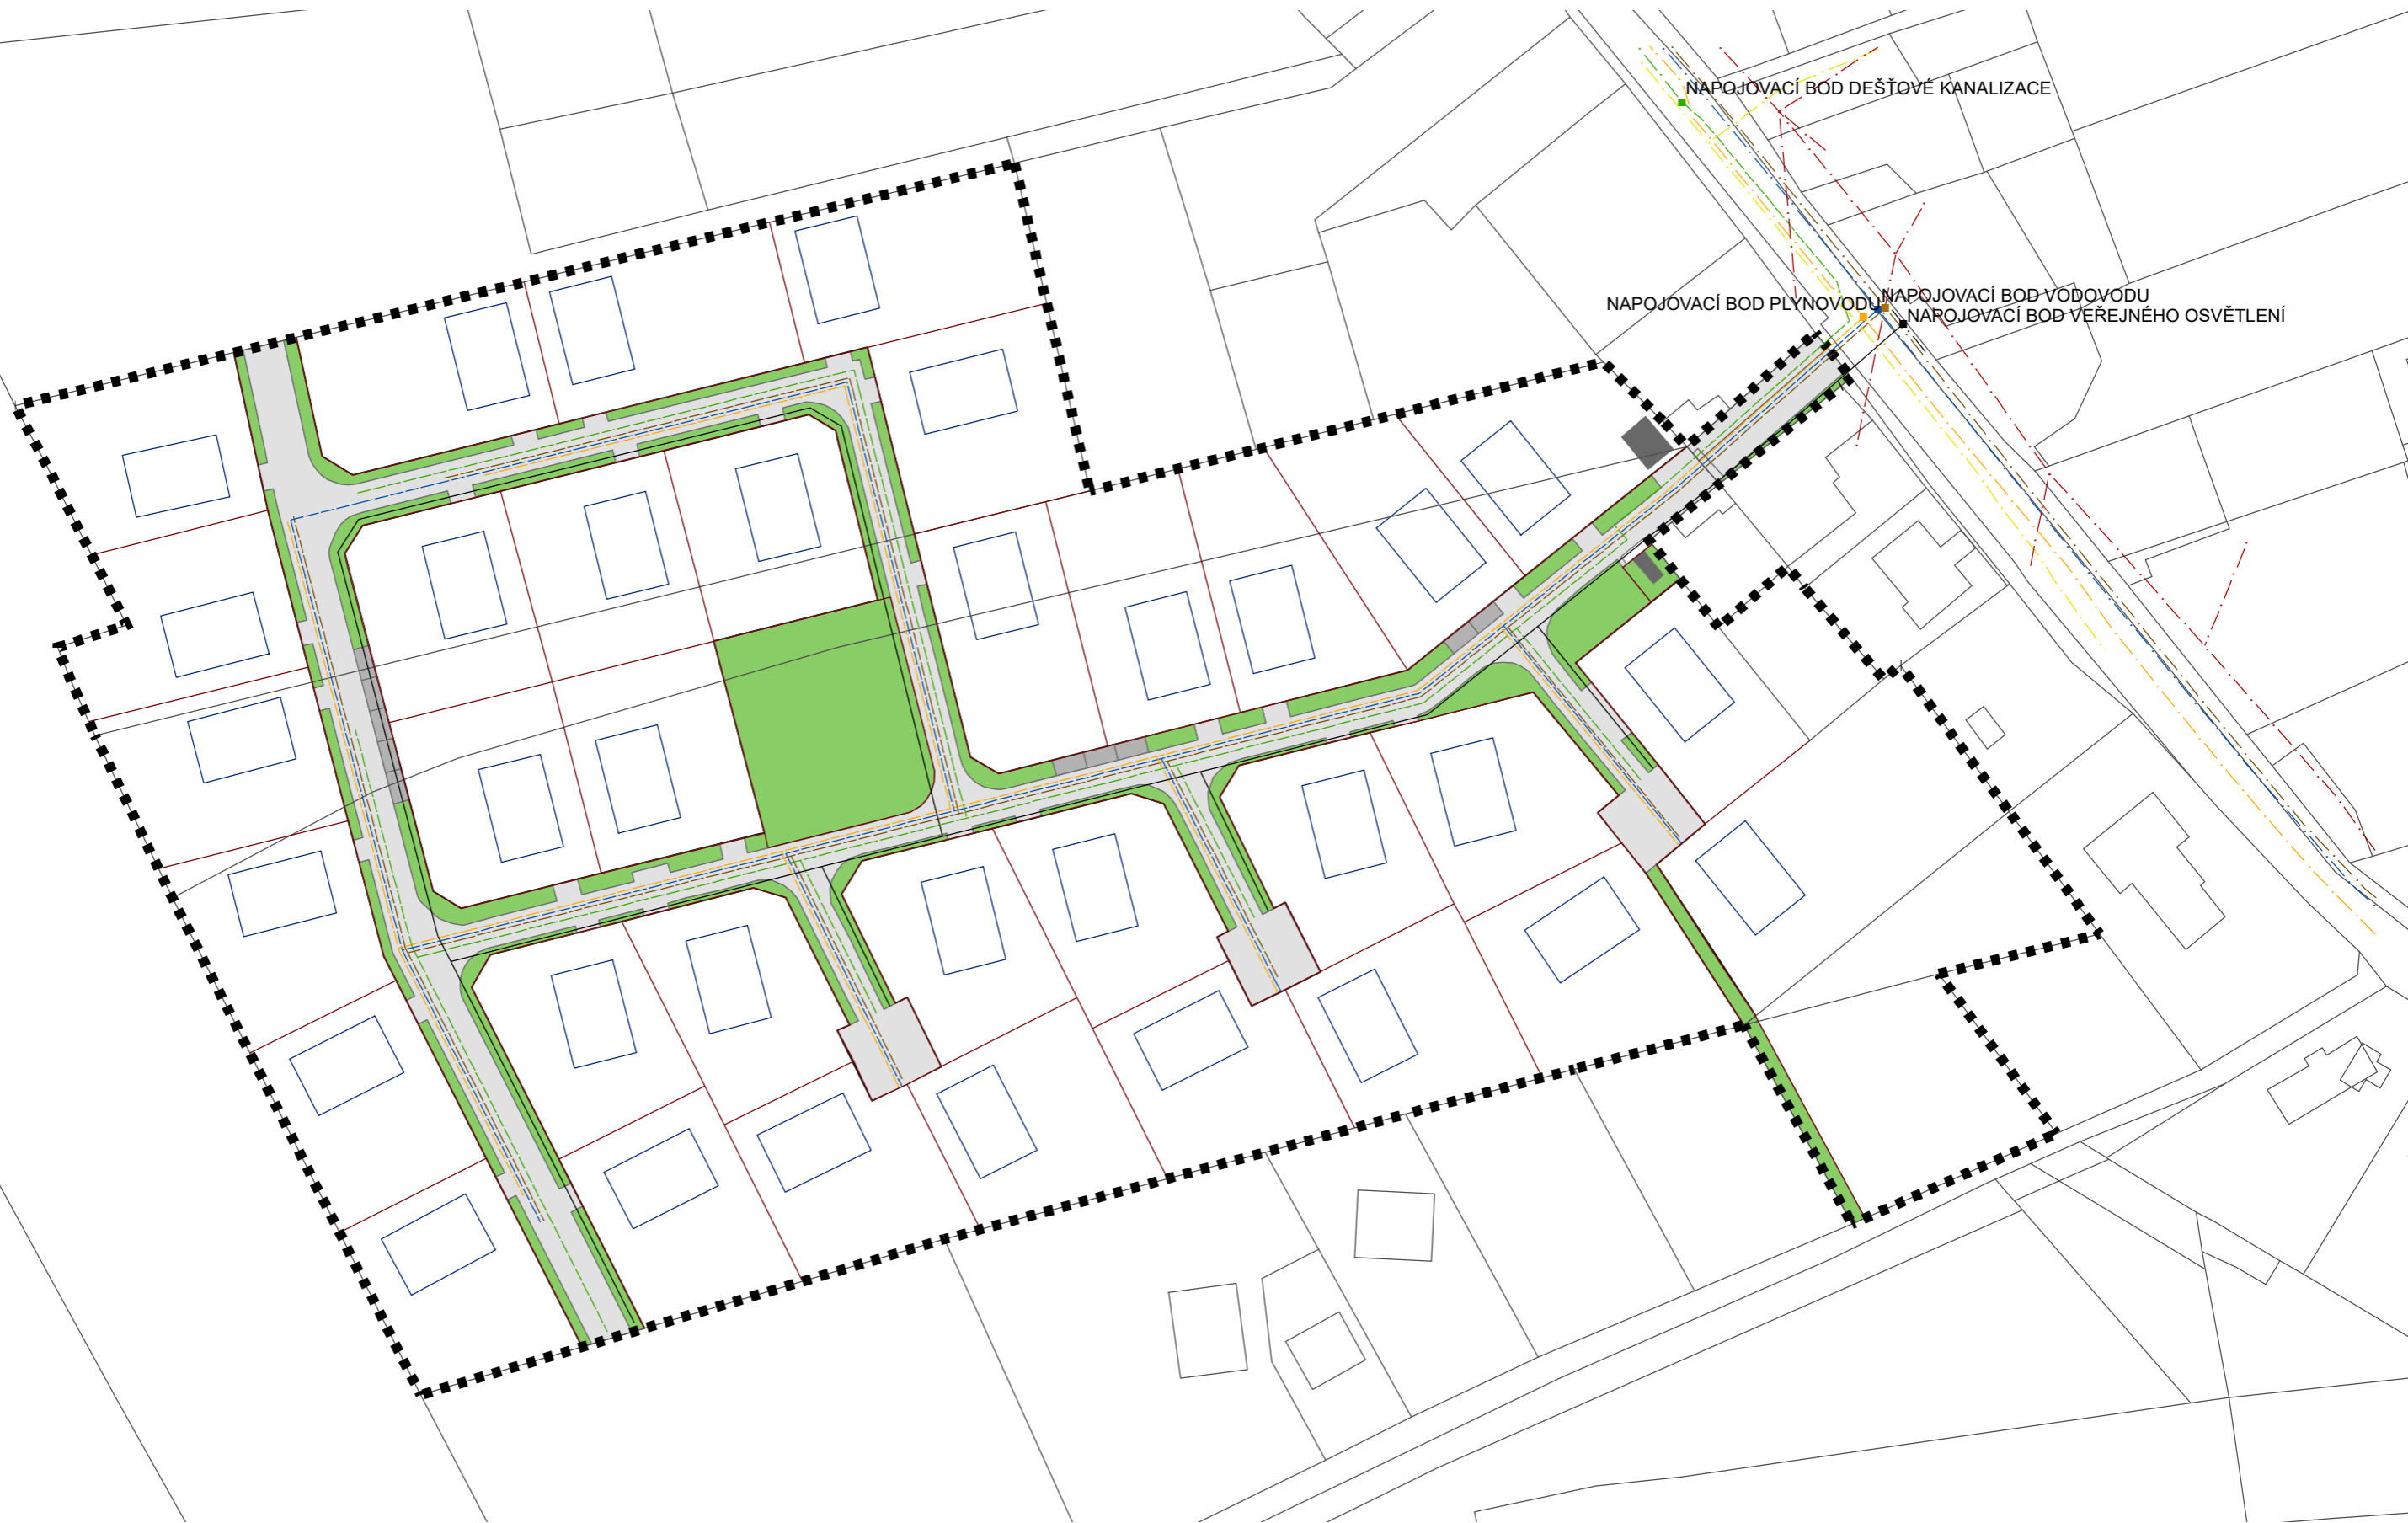 NAPOJOVACÍ BOD DEŠŤOVÉ KANALIZACE
NAPOJOVACÍ BOD VODOVODU
NAPOJOVACÍ BOD PLYNOVODU
NAPOJOVACÍ BOD VEŘEJNÉHO OSVĚTLENÍ